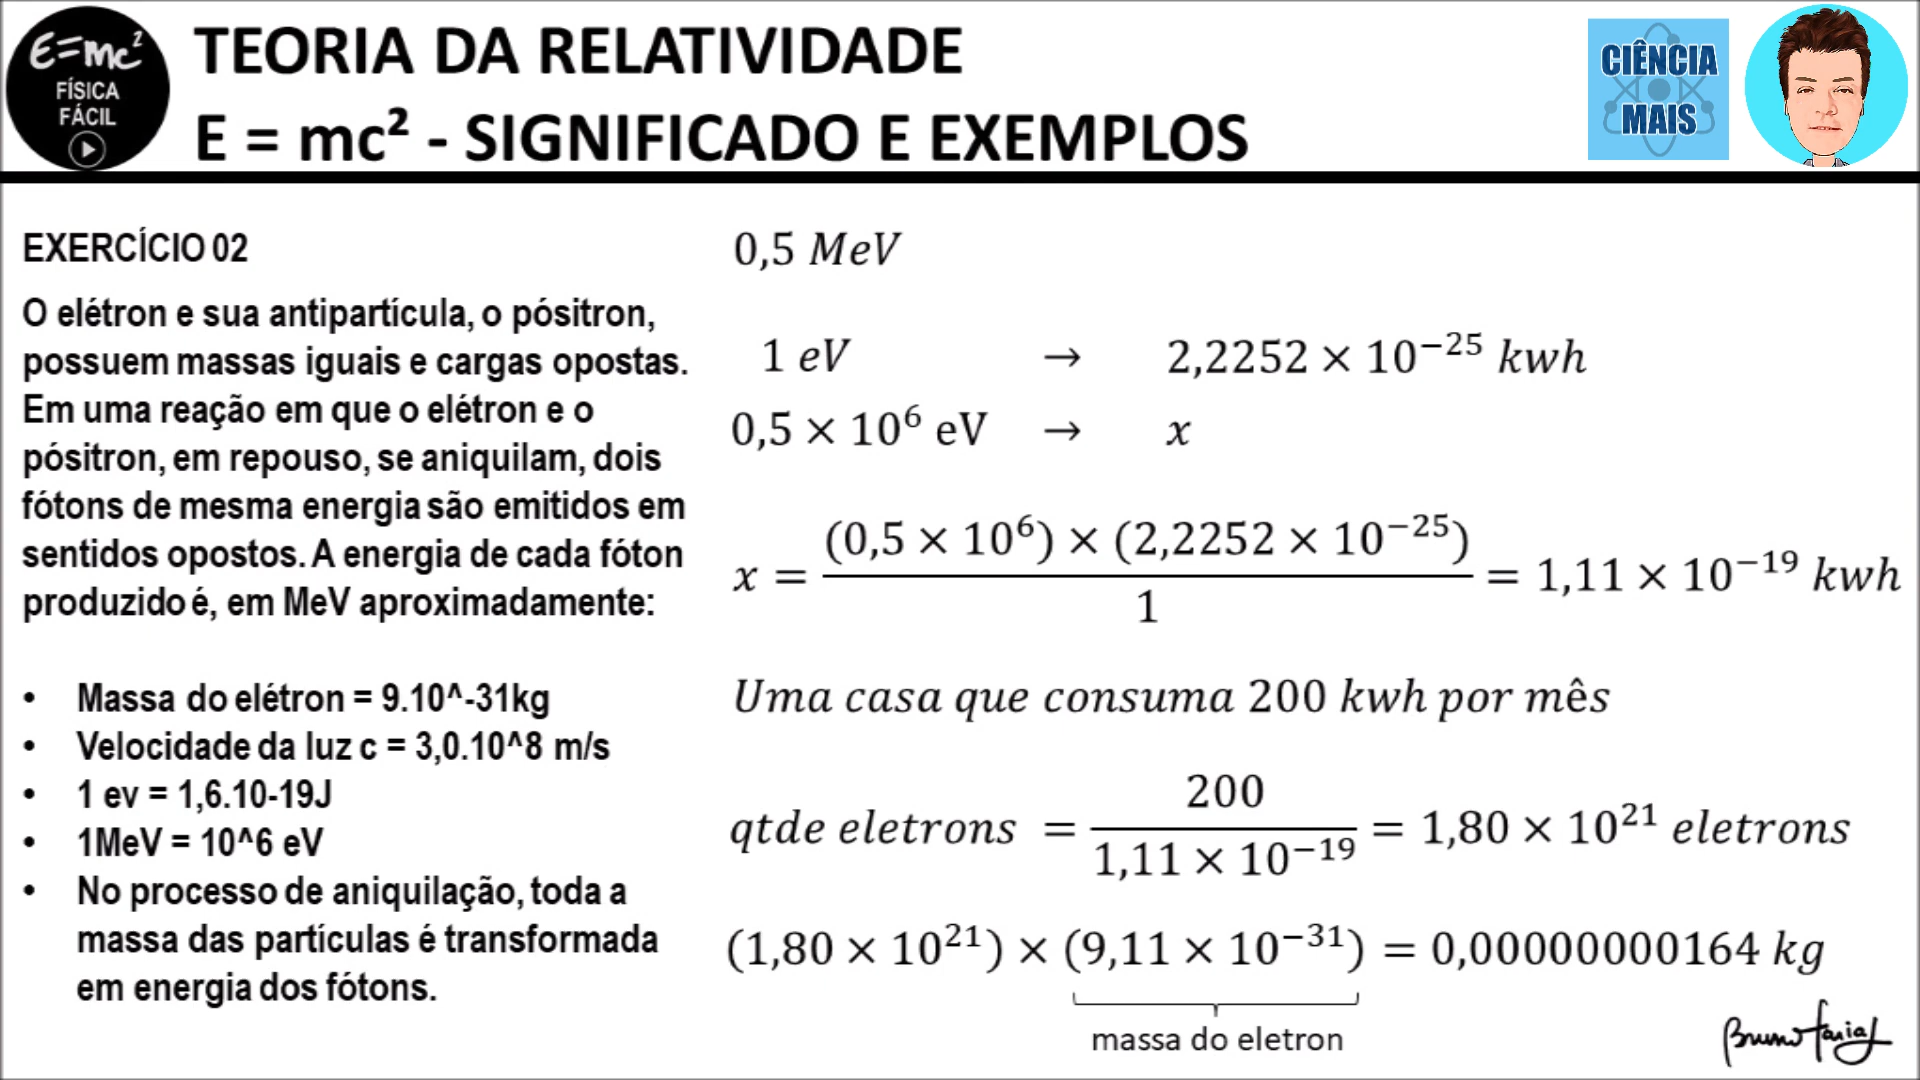 E=mc²
FÍSICA
FÁCIL
TEORIA DA RELATIVIDADE
E = mc² - SIGNIFICADO E EXEMPLOS
CIÊNCIA
MAIS
EXERCÍCIO 02
O elétron e sua antipartícula, o pósitron,
possuem massas iguais e cargas opostas.
Em uma reação em que o elétron e o
pósitron, em repouso, se aniquilam, dois
fótons de mesma energia são emitidos em
sentidos opostos. A energia de cada fóton
produzido é, em MeV aproximadamente:
• Massa do elétron = 9.10^-31kg
• Velocidade da luz c = 3,0.10^8 m/s
• 1 ev = 1,6.10-19J
• 1MeV = 10^6 eV
• No processo de aniquilação, toda a
massa das partículas é transformada
em energia dos fótons.
0,5 MeV
1 eV → 2,2252 × 10⁻²⁵ kwh
0,5 × 10⁶ eV → x
x = (0,5 × 10⁶) × (2,2252 × 10⁻²⁵) / 1 = 1,11 × 10⁻¹⁹ kwh
Uma casa que consuma 200 kwh por mês
qtde eletrons = 200 / 1,11 × 10⁻¹⁹ = 1,80 × 10²¹ eletrons
(1,80 × 10²¹) × (9,11 × 10⁻³¹) = 0,00000000164 kg
massa do eletron
Bruno Farias